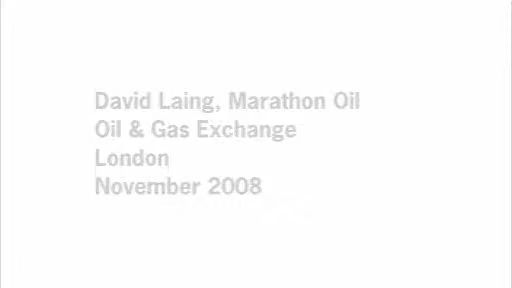 David Laing, Marathon Oil
Oil & Gas Exchange
London
November 2008